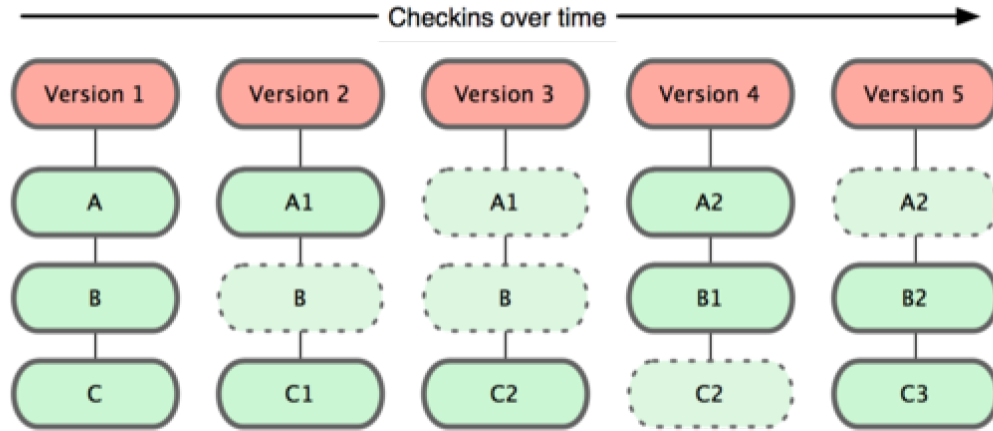 Checkins over time
Version 1 Version 2 Version 3 Version 4 Version 5
A A1 A1 A2 A2
B B B B1 B2
C C1 C2 C2 C3